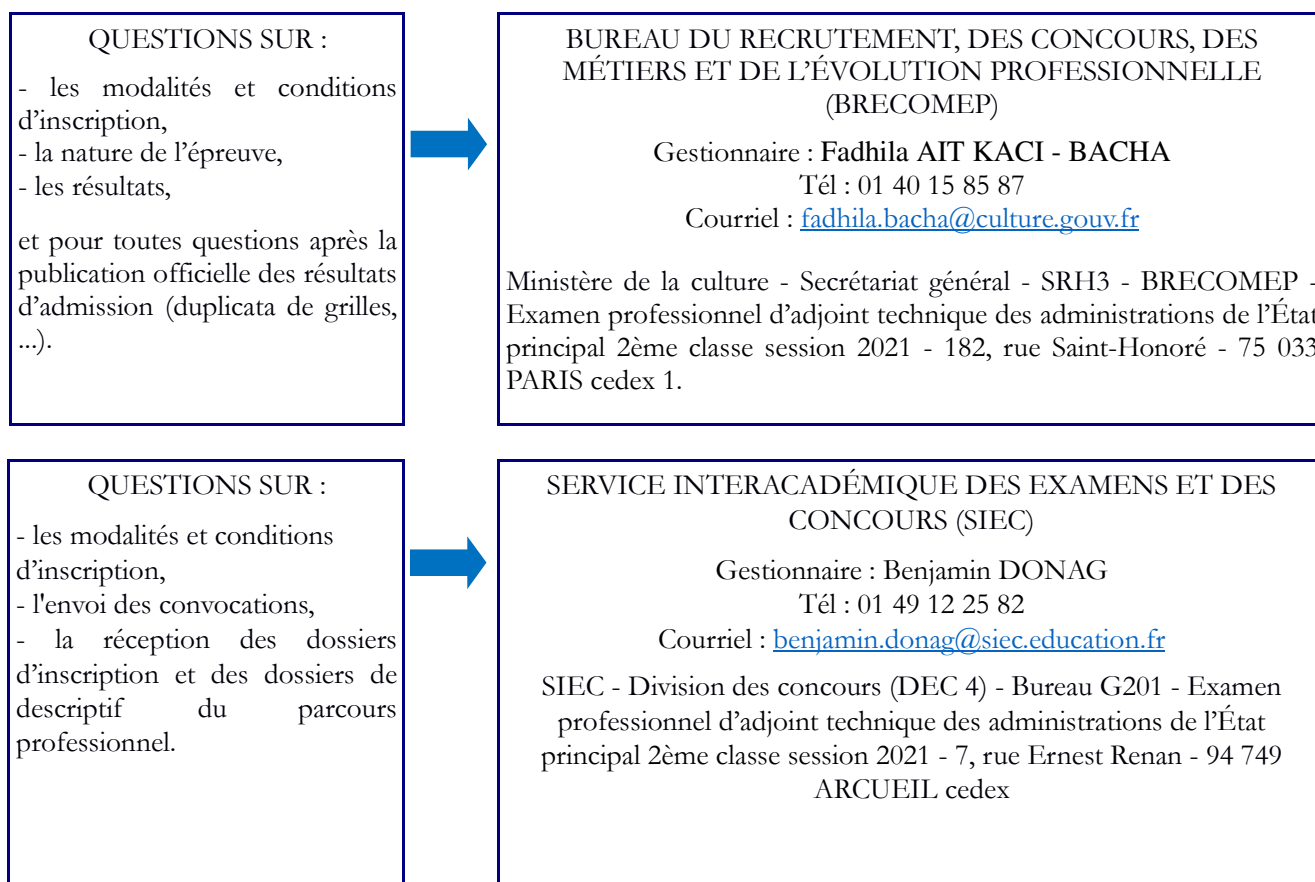 QUESTIONS SUR :
- les modalités et conditions
d’inscription,
- la nature de l’épreuve,
- les résultats,
et pour toutes questions après la
publication officielle des résultats
d’admission (duplicata de grilles,
...).
BUREAU DU RECRUTEMENT, DES CONCOURS, DES
MÉTIERS ET DE L’ÉVOLUTION PROFESSIONNELLE
(BRECOMEP)
Gestionnaire : Fadhila AIT KACI - BACHA
Tél : 01 40 15 85 87
Courriel : fadhila.bacha@culture.gouv.fr
Ministère de la culture - Secrétariat général - SRH3 - BRECOMEP -
Examen professionnel d’adjoint technique des administrations de l’État
principal 2ème classe session 2021 - 182, rue Saint-Honoré - 75 033
PARIS cedex 1.
QUESTIONS SUR :
- les modalités et conditions
d’inscription,
- l'envoi des convocations,
- la réception des dossiers
d’inscription et des dossiers de
descriptif du parcours
professionnel.
SERVICE INTERACADÉMIQUE DES EXAMENS ET DES
CONCOURS (SIEC)
Gestionnaire : Benjamin DONAG
Tél : 01 49 12 25 82
Courriel : benjamin.donag@siec.education.fr
SIEC - Division des concours (DEC 4) - Bureau G201 - Examen
professionnel d’adjoint technique des administrations de l’État
principal 2ème classe session 2021 - 7, rue Ernest Renan - 94 749
ARCUEIL cedex